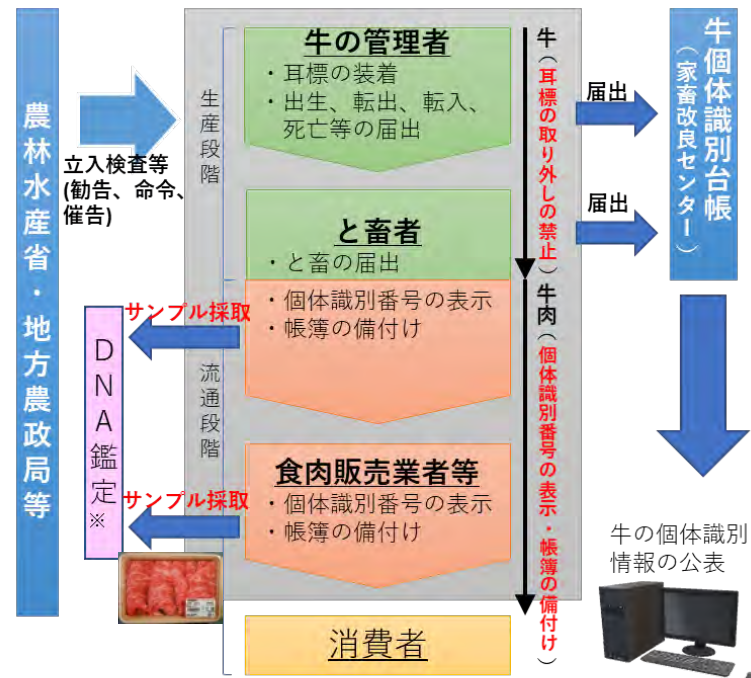 農林水産省・地方農政局等
立入検査等
(勧告、命令、
催告)
生産段階
牛の管理者
・耳標の装着
・出生、転出、転入、
死亡等の届出
と畜者
・と畜の届出
・個体識別番号の表示
・帳簿の備付け
流通段階
食肉販売業者等
・個体識別番号の表示
・帳簿の備付け
消費者
サンプル採取
サンプル採取
DNA鑑定※
牛(耳標の取り外しの禁止)
牛肉(個体識別番号の表示・帳簿の備付け)
届出
届出
牛個体識別台帳
(家畜改良センター)
牛の個体識別
情報の公表